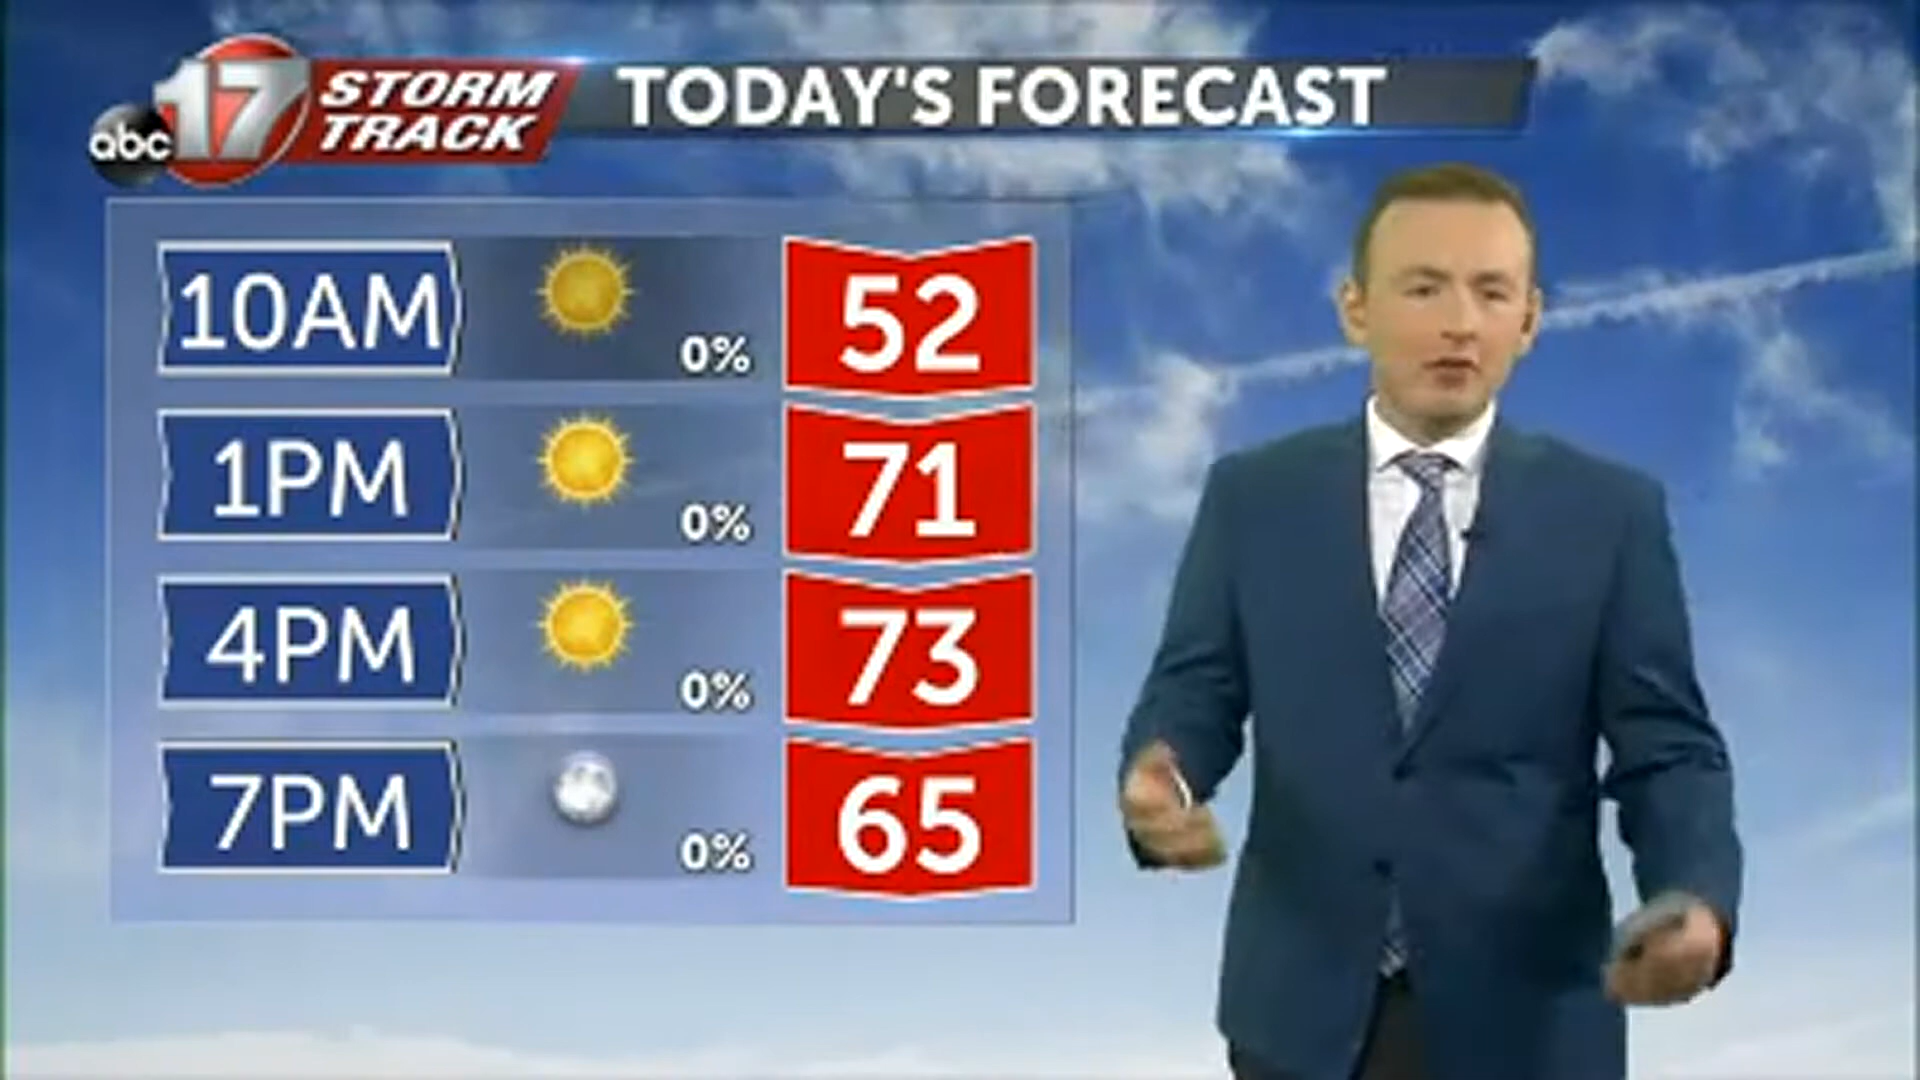 abc 17 STORM TRACK
TODAY'S FORECAST
10AM 0% 52
1PM 0% 71
4PM 0% 73
7PM 0% 65